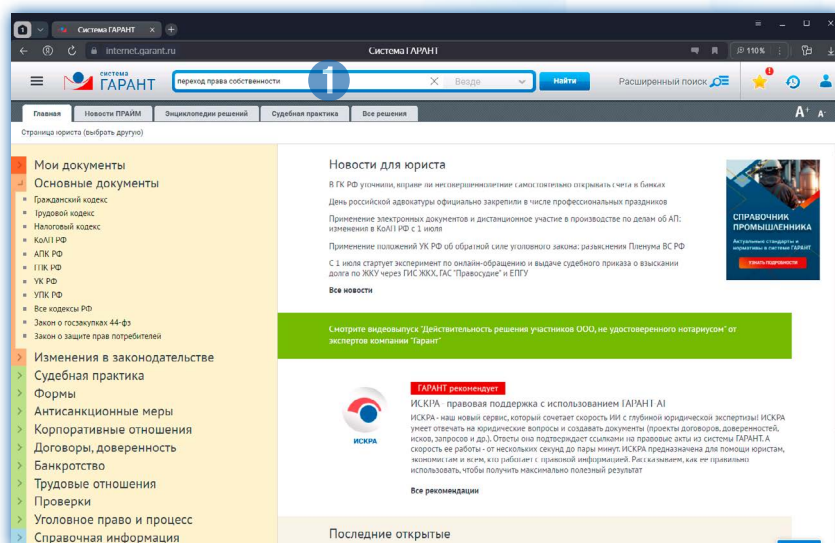 1
Система ГАРАНТ
internet.garant.ru
Система ГАРАНТ
110%
система
ГАРАНТ
переход права собственности
1
Везде
Найти
Расширенный поиск
Главная
Новости ПРАЙМ
Энциклопедии решений
Судебная практика
Все решения
А+ А-
Страница юриста (выбрать другую)
Мои документы
Основные документы
Гражданский кодекс
Трудовой кодекс
Налоговый кодекс
КоАП РФ
АПК РФ
ГПК РФ
УК РФ
УПК РФ
Все кодексы РФ
Закон о госзакупках 44-фз
Закон о защите прав потребителей
Изменения в законодательстве
Судебная практика
Формы
Антисанкционные меры
Корпоративные отношения
Договоры, доверенность
Банкротство
Трудовые отношения
Проверки
Уголовное право и процесс
Справочная информация
Новости для юриста
В ГК РФ уточнили, вправе ли несовершеннолетние самостоятельно открывать счета в банках
День российской адвокатуры официально закрепили в числе профессиональных праздников
Применение электронных документов и дистанционное участие в производстве по делам об АП:
изменения в КоАП РФ с 1 июля
Применение положений УК РФ об обратной силе уголовного закона: разъяснения Пленума ВС РФ
С 1 июля стартует эксперимент по онлайн-обращению и выдаче судебного приказа о взыскании
долга по ЖКУ через ГИС ЖКХ, ГАС "Правосудие" и ЕПГУ
Все новости
СПРАВОЧНИК
ПРОМЫШЛЕННИКА
Актуальные стандарты и
нормативы в системе ГАРАНТ
УЗНАТЬ ПОДРОБНОСТИ
Смотрите видеовыпуск "Действительность решения участников ООО, не удостоверенного нотариусом" от
экспертов компании "Гарант"
ИСКРА
ГАРАНТ рекомендует
ИСКРА - правовая поддержка с использованием ГАРАНТ AI
ИСКРА - наш новый сервис, который сочетает скорость ИИ с глубиной юридической экспертизы! ИСКРА
умеет отвечать на юридические вопросы и создавать документы (проекты договоров, доверенностей,
исков, запросов и др.). Ответы она подтверждает ссылками на правовые акты из системы ГАРАНТ. А
скорость ее работы - от нескольких секунд до пары минут. ИСКРА предназначена для помощи юристам,
экономистам и всем, кто работает с правовой информацией. Рассказываем, как ее правильно
использовать, чтобы получить максимально полезный результат
Все рекомендации
Последние открытые